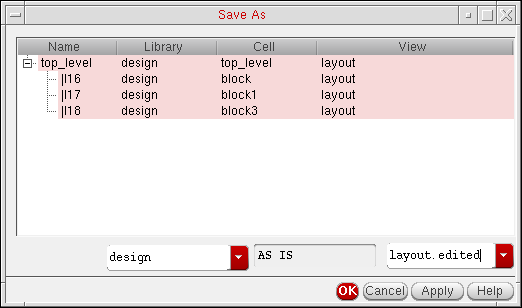 Save As
Name Library Cell View
top_level design top_level layout
|I16 design block layout
|I17 design block1 layout
|I18 design block3 layout
design AS IS layout.edited
OK Cancel Apply Help